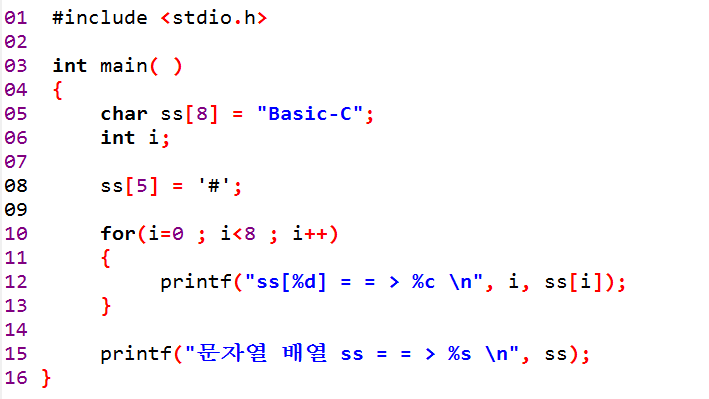 01 #include <stdio.h>
02
03 int main( )
04 {
05 char ss[8] = "Basic-C";
06 int i;
07
08 ss[5] = '#';
09
10 for(i=0 ; i<8 ; i++)
11 {
12 printf("ss[%d] = = > %c \n", i, ss[i]);
13 }
14
15 printf("문자열 배열 ss = = > %s \n", ss);
16 }